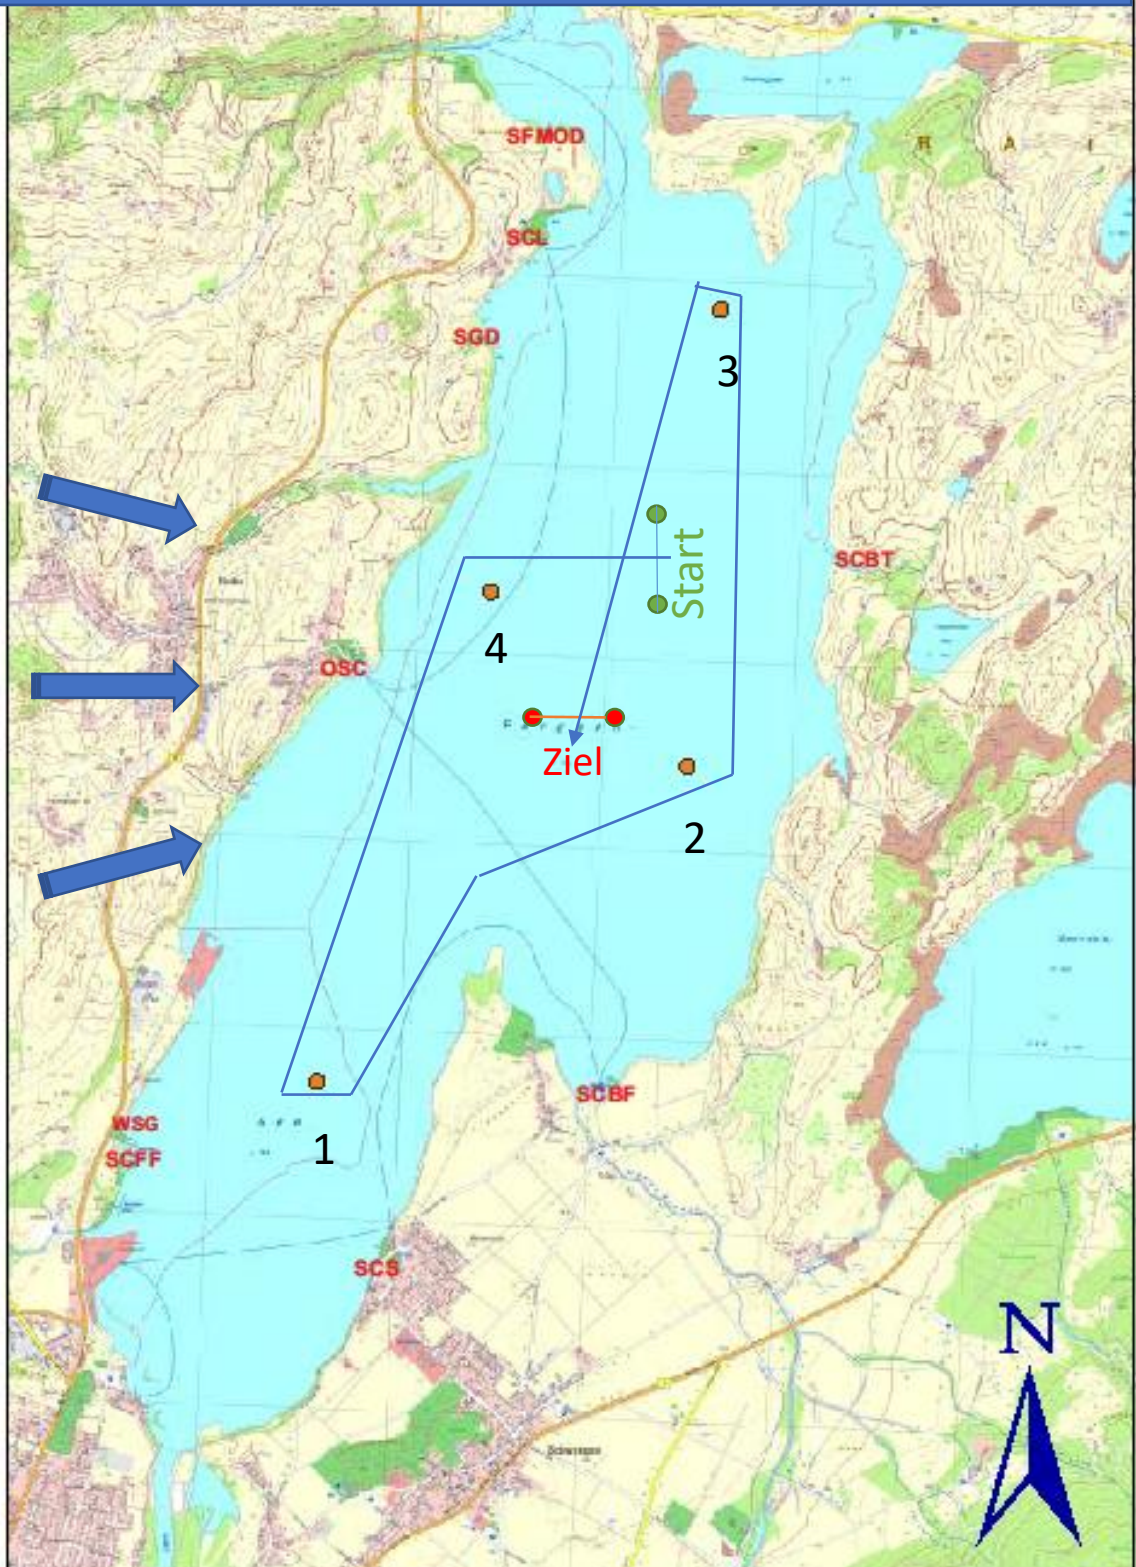 SFMOD
R A I
SCL
SGD
3
Start
SCBT
4
OSC
Ziel
2
SCBF
WSG
SCFF
1
SCS
N